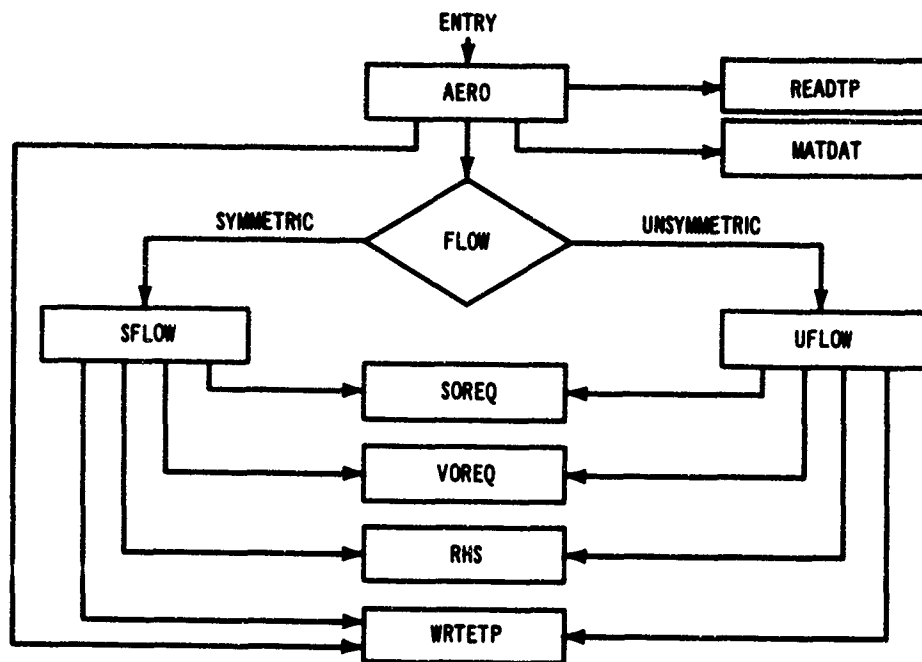 ENTRY
AERO
READTP
MATDAT
SYMMETRIC
FLOW
UNSYMMETRIC
SFLOW
UFLOW
SOREQ
VOREQ
RHS
WRTETP